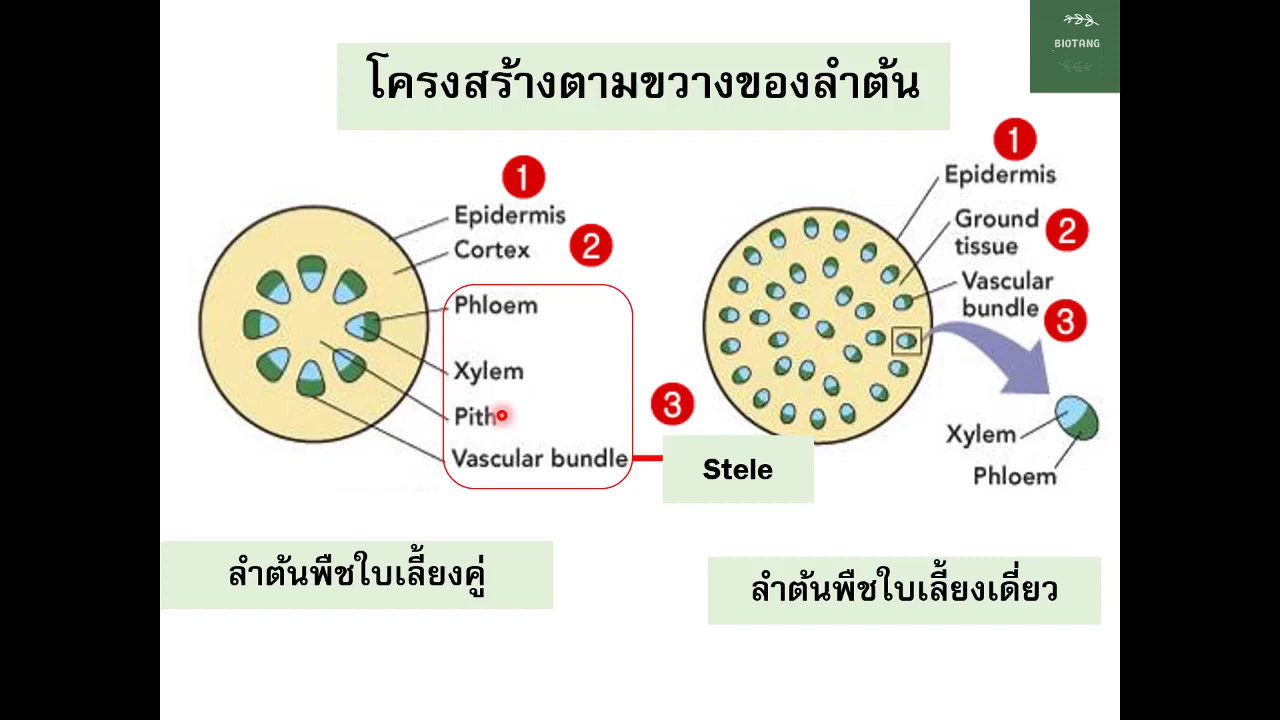 BIOTANG
โครงสร้างตามขวางของลำต้น
1
Epidermis
Cortex
2
Phloem
Xylem
Pith
Vascular bundle
3
Stele
ลำต้นพืชใบเลี้ยงคู่
1
Epidermis
Ground
tissue
2
Vascular
bundle
3
Xylem
Phloem
ลำต้นพืชใบเลี้ยงเดี่ยว